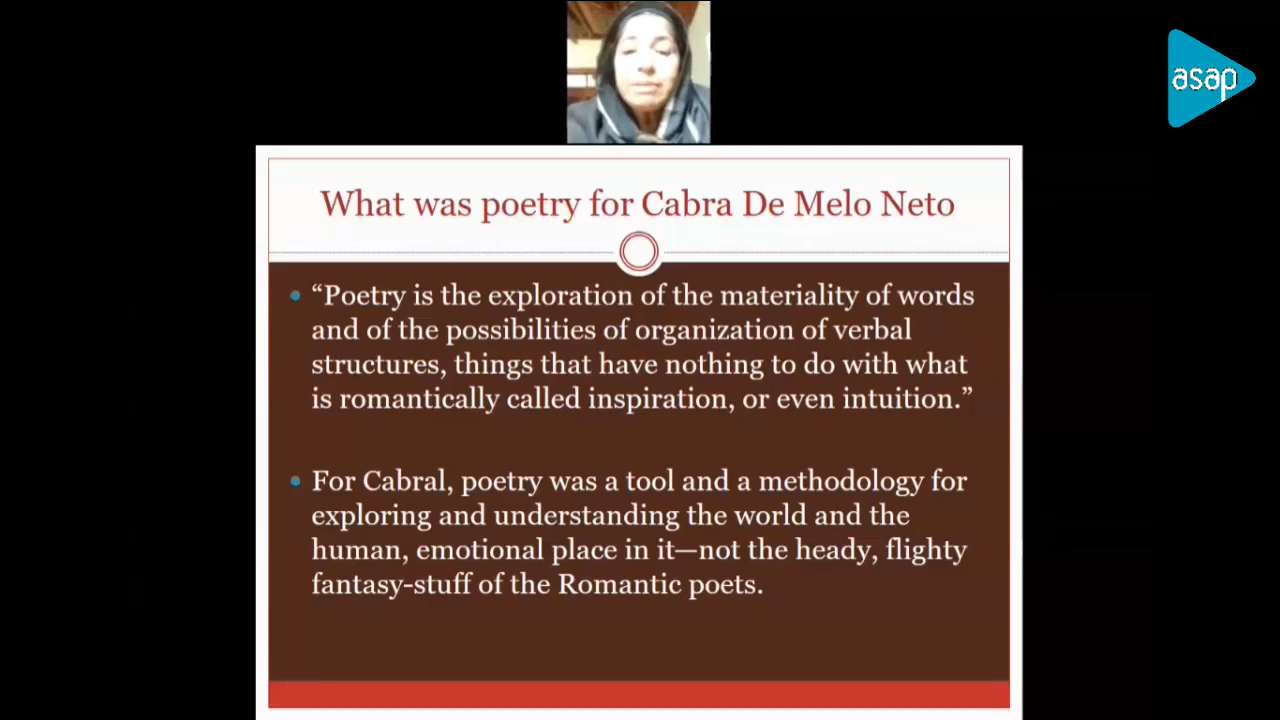 asap
What was poetry for Cabra De Melo Neto
“Poetry is the exploration of the materiality of words
and of the possibilities of organization of verbal
structures, things that have nothing to do with what
is romantically called inspiration, or even intuition.”
For Cabral, poetry was a tool and a methodology for
exploring and understanding the world and the
human, emotional place in it—not the heady, flighty
fantasy-stuff of the Romantic poets.